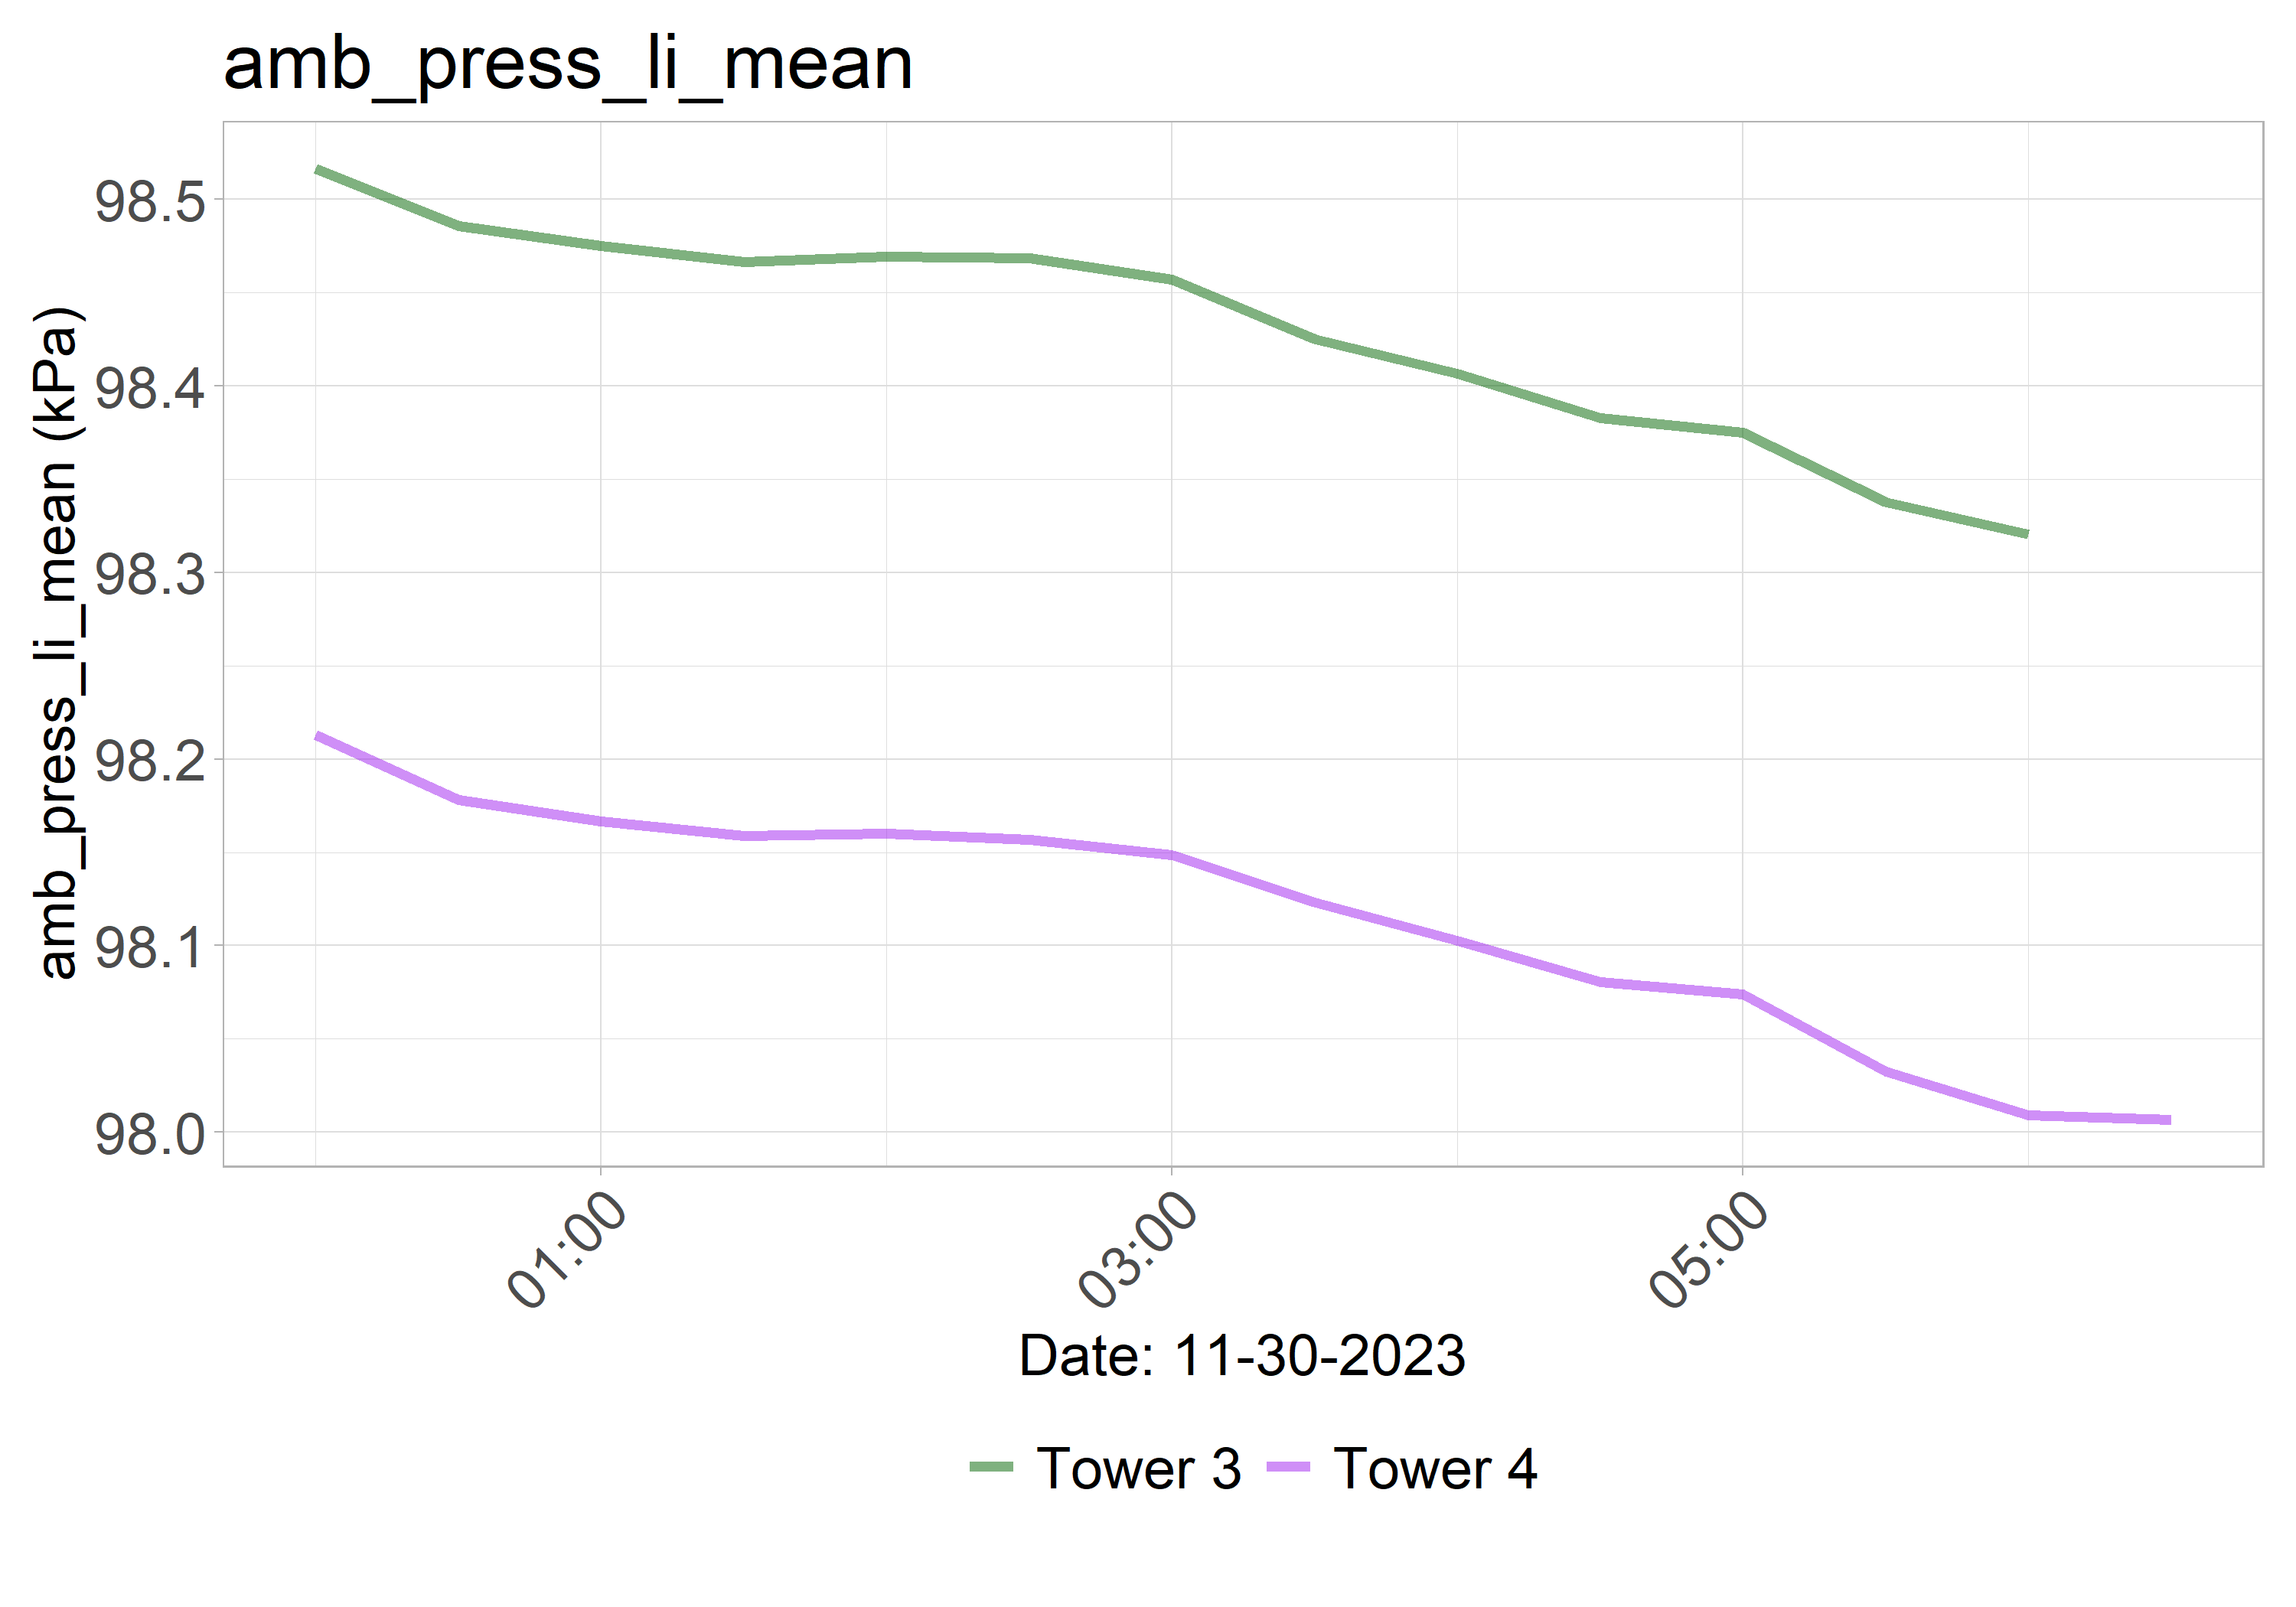 amb_press_li_mean
amb_press_li_mean (kPa)
98.5
98.4
98.3
98.2
98.1
98.0
01:00
03:00
05:00
Date: 11-30-2023
Tower 3
Tower 4